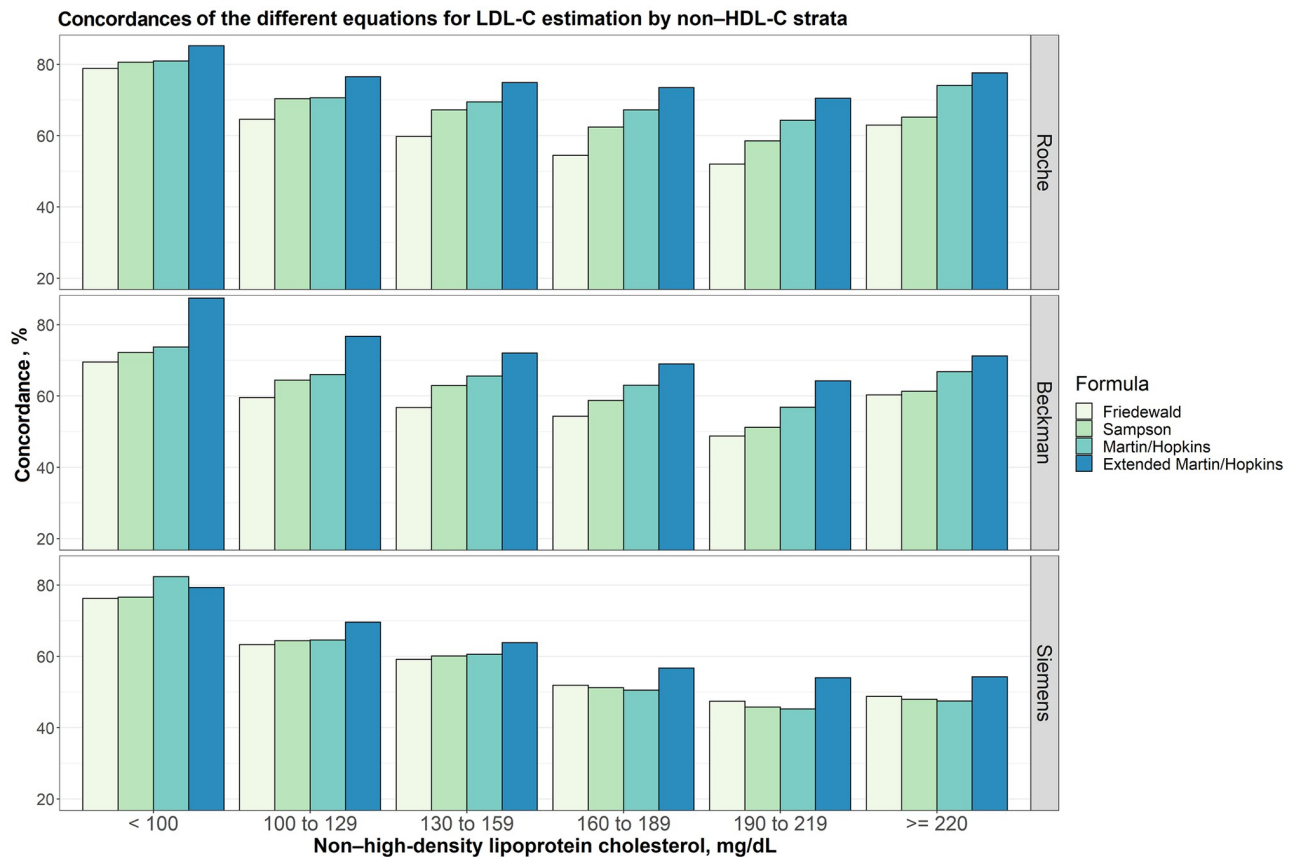 Concordances of the different equations for LDL-C estimation by non–HDL-C strata
80
60
40
20
Roche
80
60
40
20
Beckman
80
60
40
20
Siemens
Concordance, %
< 100
100 to 129
130 to 159
160 to 189
190 to 219
>= 220
Non–high-density lipoprotein cholesterol, mg/dL
Formula
Friedewald
Sampson
Martin/Hopkins
Extended Martin/Hopkins